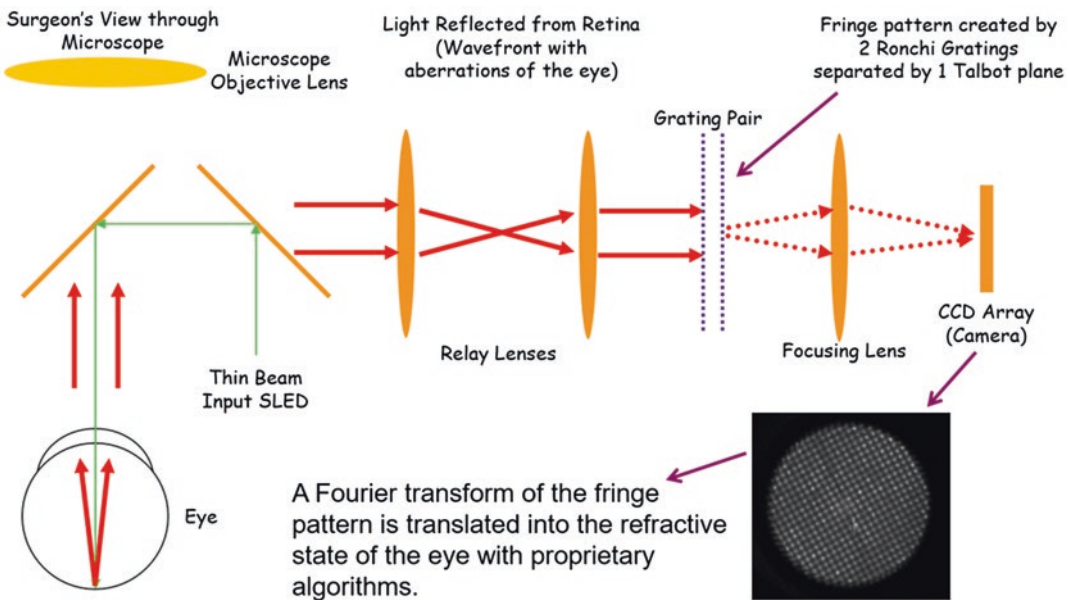 Surgeon's View through
Microscope
Microscope
Objective Lens
Light Reflected from Retina
(Wavefront with
aberrations of the eye)
Fringe pattern created by
2 Ronchi Gratings
separated by 1 Talbot plane
Grating Pair
Relay Lenses
Focusing Lens
CCD Array
(Camera)
Thin Beam
Input SLED
Eye
A Fourier transform of the fringe
pattern is translated into the refractive
state of the eye with proprietary
algorithms.